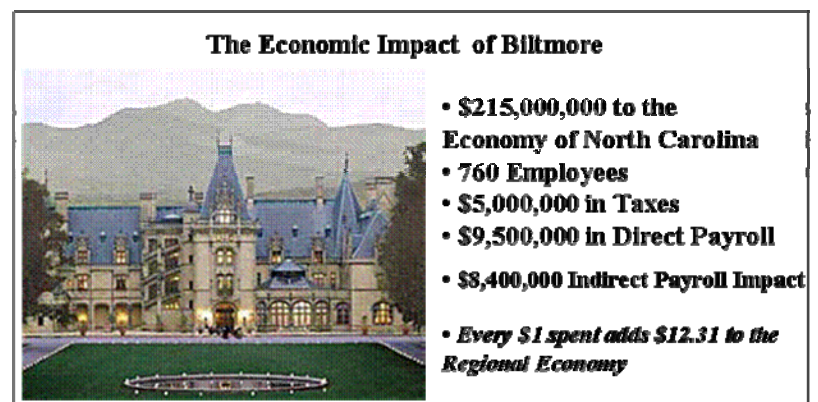 The Economic Impact of Biltmore
• $215,000,000 to the
Economy of North Carolina
• 760 Employees
• $5,000,000 in Taxes
• $9,500,000 in Direct Payroll
• $8,400,000 Indirect Payroll Impact
• Every $1 spent adds $12.31 to the
Regional Economy